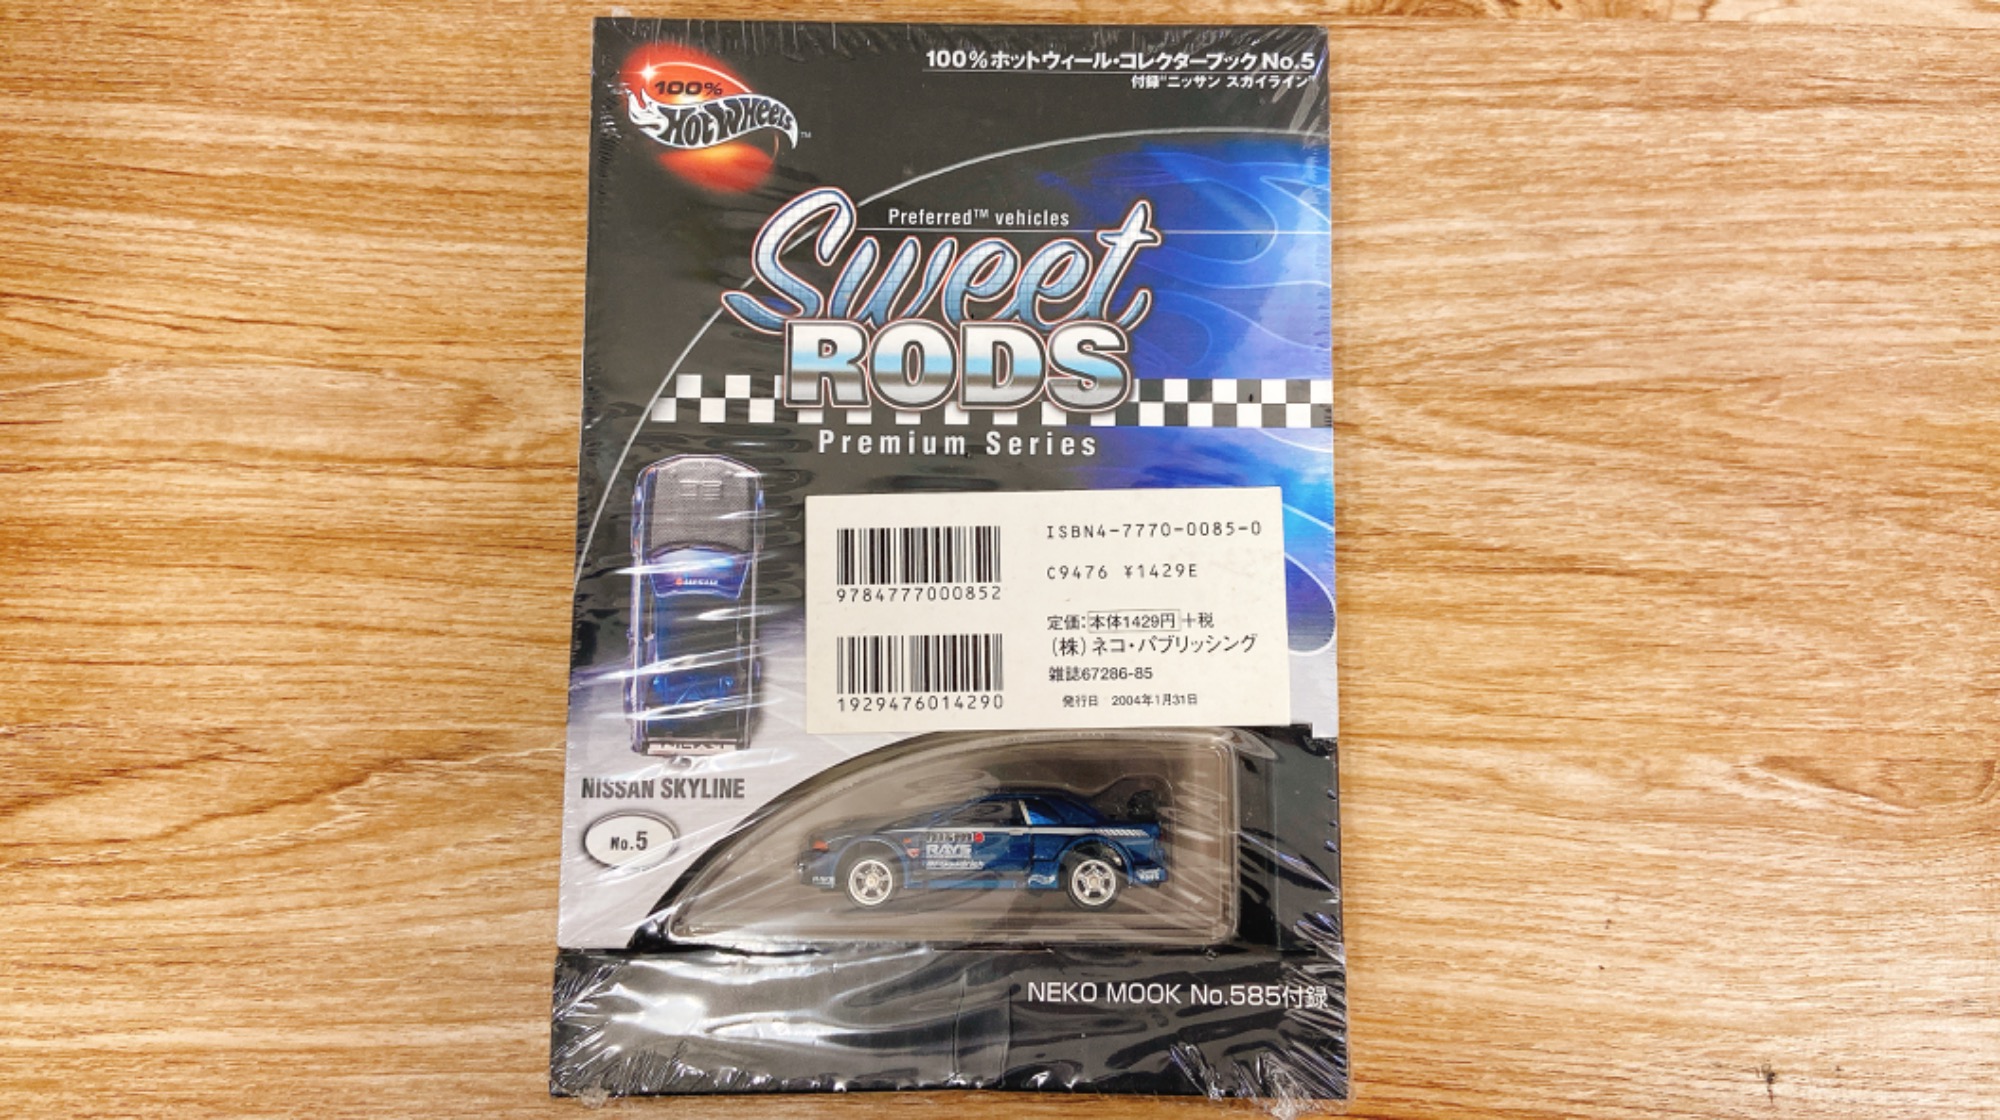 100%ホットウィール・コレクターブック No.5
付録"ニッサン スカイライン"
100%
Hot Wheels™
Preferred™ vehicles
Sweet
RODS
Premium Series
ISBN4-7770-0085-0
C9476 ¥1429E
9784777000852
定価：本体1429円＋税
(株)ネコ・パブリッシング
雑誌67286-85
発行日 2004年1月31日
1929476014290
NISSAN SKYLINE
No.5
RAYS
NEKO MOOK No.585付録